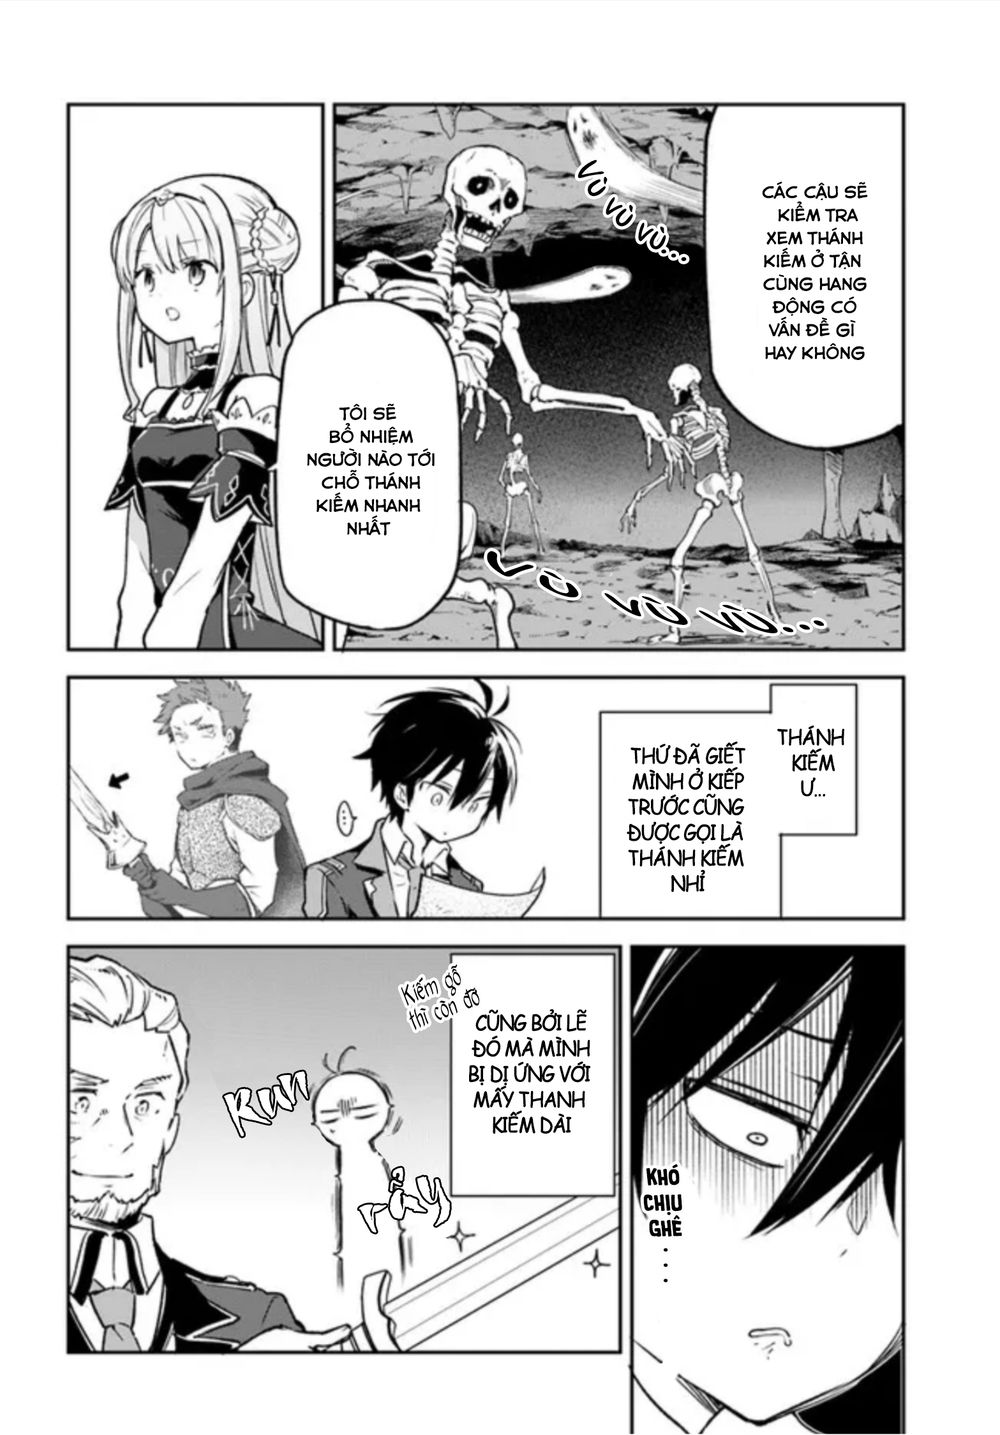 CÁC CẬU SẼ
KIỂM TRA
XEM THÁNH
KIẾM Ở TẬN
CÙNG HANG
ĐỘNG CÓ
VẤN ĐỀ GÌ
HAY KHÔNG
VÙ VÙ VÙ...
TÔI SẼ
BỔ NHIỆM
NGƯỜI NÀO TỚI
CHỖ THÁNH
KIẾM NHANH
NHẤT
VÙ VÙ VÙ...
THÁNH
KIẾM
Ư...
THỨ ĐÃ GIẾT
MÌNH Ở KIẾP
TRƯỚC CŨNG
ĐƯỢC GỌI LÀ
THÁNH KIẾM
NHỈ
...
CŨNG BỞI LẼ
ĐÓ MÀ MÌNH
BỊ DỊ ỨNG VỚI
MẤY THANH
KIẾM DÀI
Kiếm gỗ
thì còn đỡ
RUN
RẨY
KHÓ
CHỊU
GHÊ
....